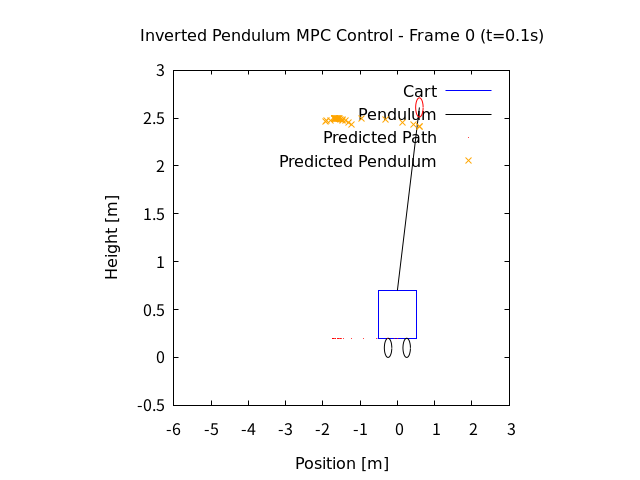 Inverted Pendulum MPC Control - Frame 0 (t=0.1s)
3
2.5
2
1.5
1
0.5
0
-0.5
Height [m]
Cart
Pendulum
Predicted Path
Predicted Pendulum
-6 -5 -4 -3 -2 -1 0 1 2 3
Position [m]